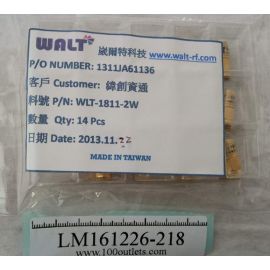 WALT 崴爾特科技 www-walt-rf.com
P/O NUMBER: 1311JA61136
客戶 Customer: 鋒創資通
料號 P/N: WLT-1811-2W
數量 Qty: 14 Pcs
日期 Date: 2013.11.22
MADE IN TAIWAN
LM161226-218
www.100outlets.com